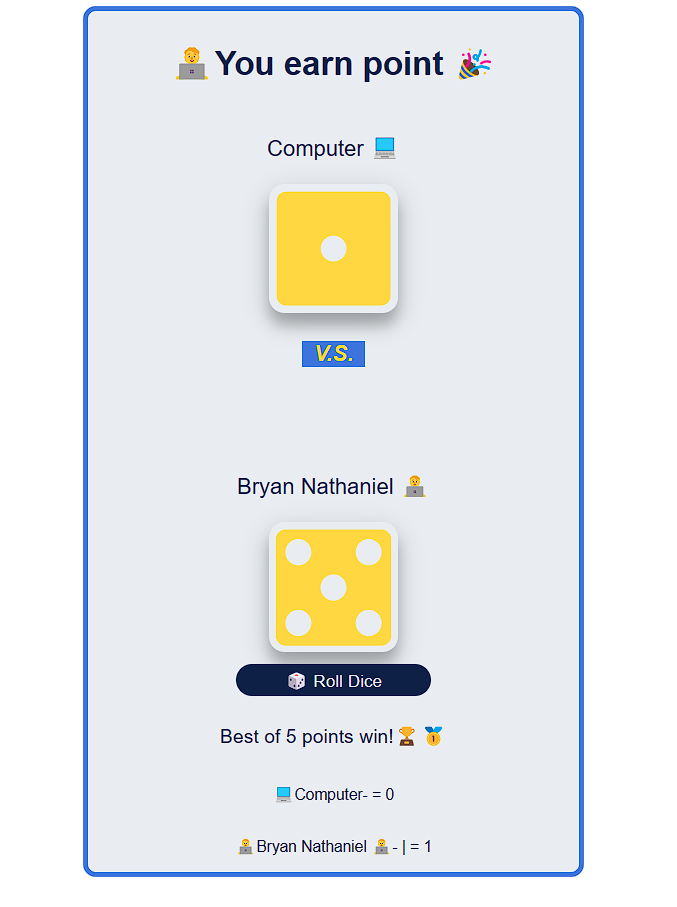 You earn point
Computer
V.S.
Bryan Nathaniel
Roll Dice
Best of 5 points win!
Computer- = 0
Bryan Nathaniel - | = 1